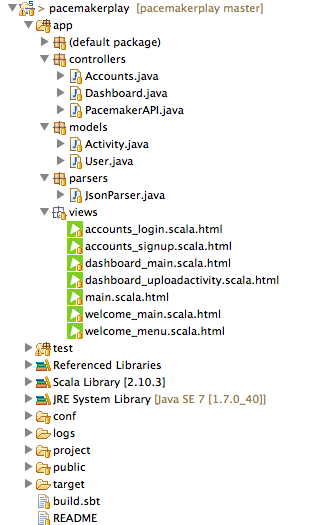 > pacemakerplay [pacemakerplay master]
app
(default package)
controllers
Accounts.java
Dashboard.java
PacemakerAPI.java
models
Activity.java
User.java
parsers
JsonParser.java
views
accounts_login.scala.html
accounts_signup.scala.html
dashboard_main.scala.html
dashboard_uploadactivity.scala.html
main.scala.html
welcome_main.scala.html
welcome_menu.scala.html
test
Referenced Libraries
Scala Library [2.10.3]
JRE System Library [Java SE 7 [1.7.0_40]]
conf
logs
project
public
target
build.sbt
README